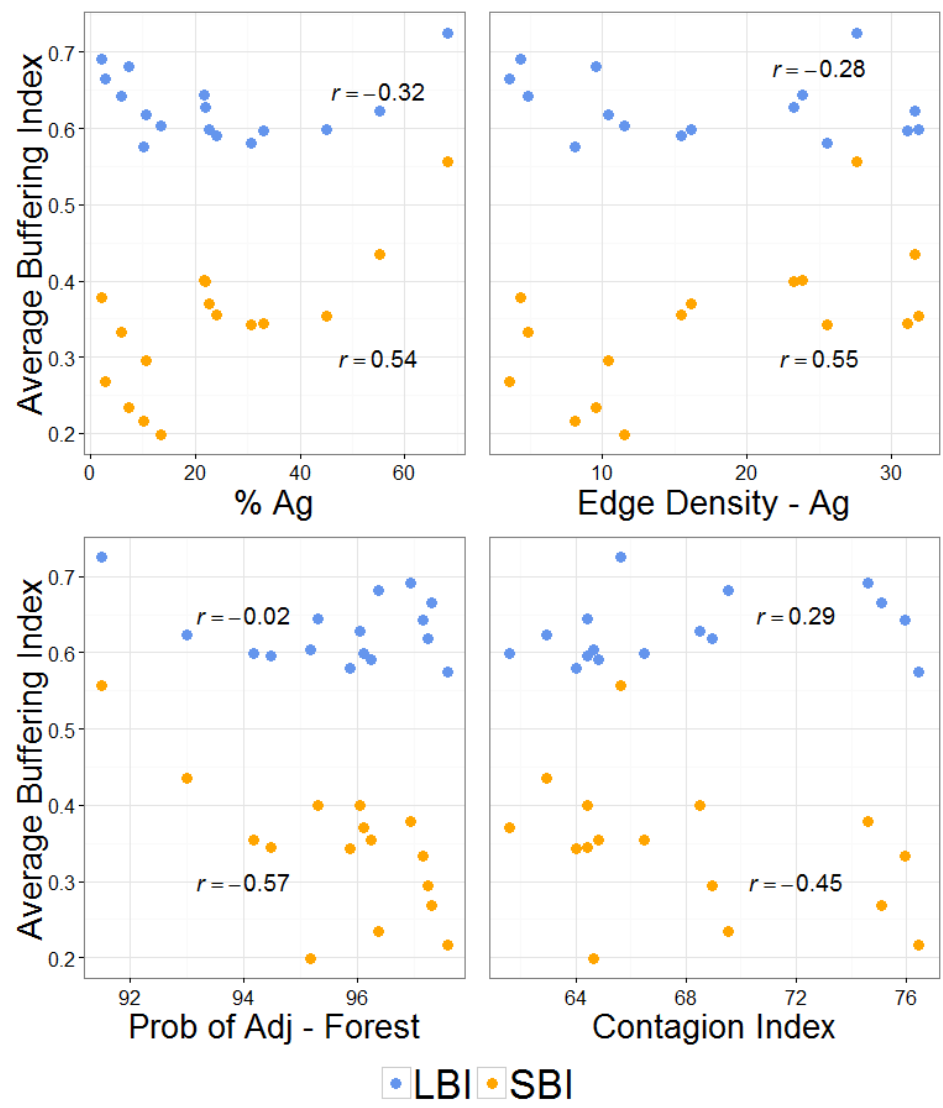 Average Buffering Index
0.7
0.6
0.5
0.4
0.3
0.2
r = −0.32
r = 0.54
0 20 40 60
% Ag
r = −0.28
r = 0.55
10 20 30
Edge Density - Ag
Average Buffering Index
0.7
0.6
0.5
0.4
0.3
0.2
r = −0.02
r = −0.57
92 94 96
Prob of Adj - Forest
r = 0.29
r = −0.45
64 68 72 76
Contagion Index
LBI SBI